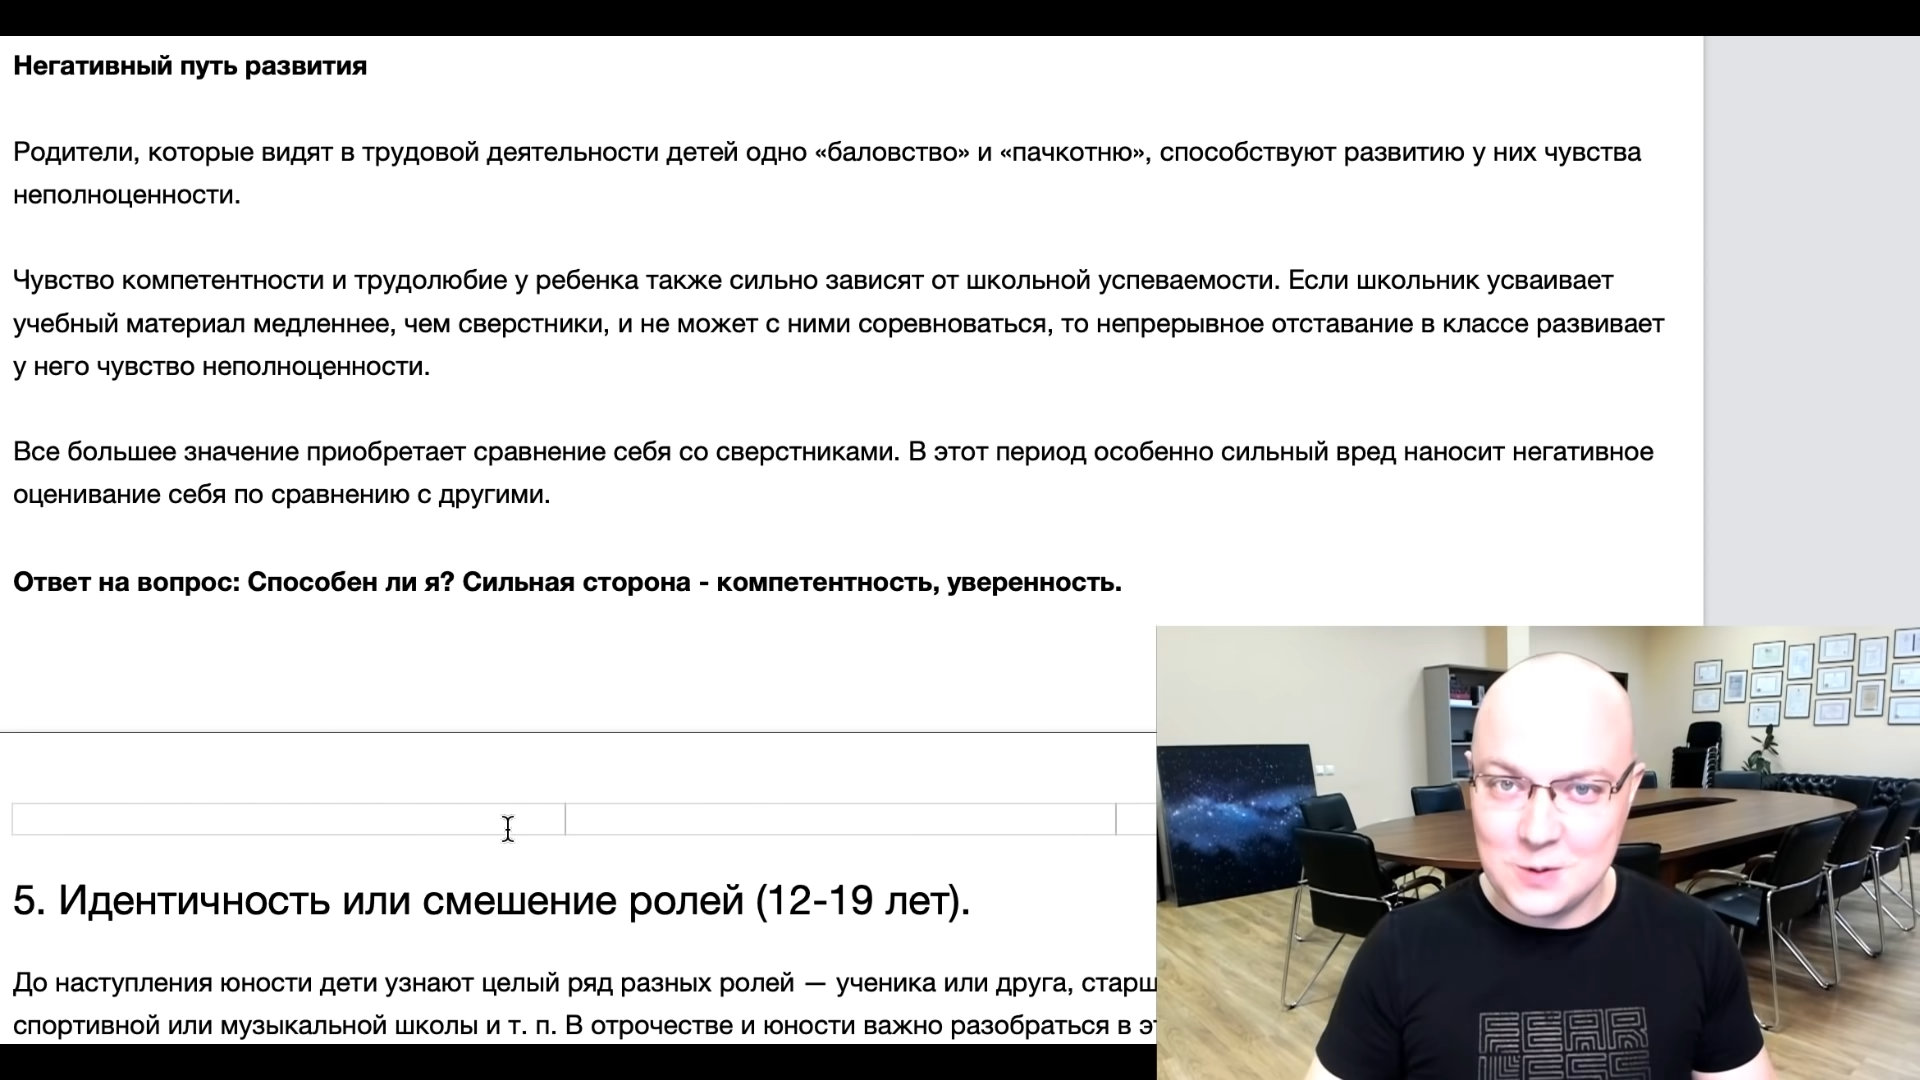 Негативный путь развития
Родители, которые видят в трудовой деятельности детей одно «баловство» и «пачкотню», способствуют развитию у них чувства
неполноценности.
Чувство компетентности и трудолюбие у ребенка также сильно зависят от школьной успеваемости. Если школьник усваивает
учебный материал медленнее, чем сверстники, и не может с ними соревноваться, то непрерывное отставание в классе развивает
у него чувство неполноценности.
Все большее значение приобретает сравнение себя со сверстниками. В этот период особенно сильный вред наносит негативное
оценивание себя по сравнению с другими.
Ответ на вопрос: Способен ли я? Сильная сторона - компетентность, уверенность.
5. Идентичность или смешение ролей (12-19 лет).
До наступления юности дети узнают целый ряд разных ролей — ученика или друга, старш
спортивной или музыкальной школы и т. п. В отрочестве и юности важно разобраться в э
FEAR
LESS